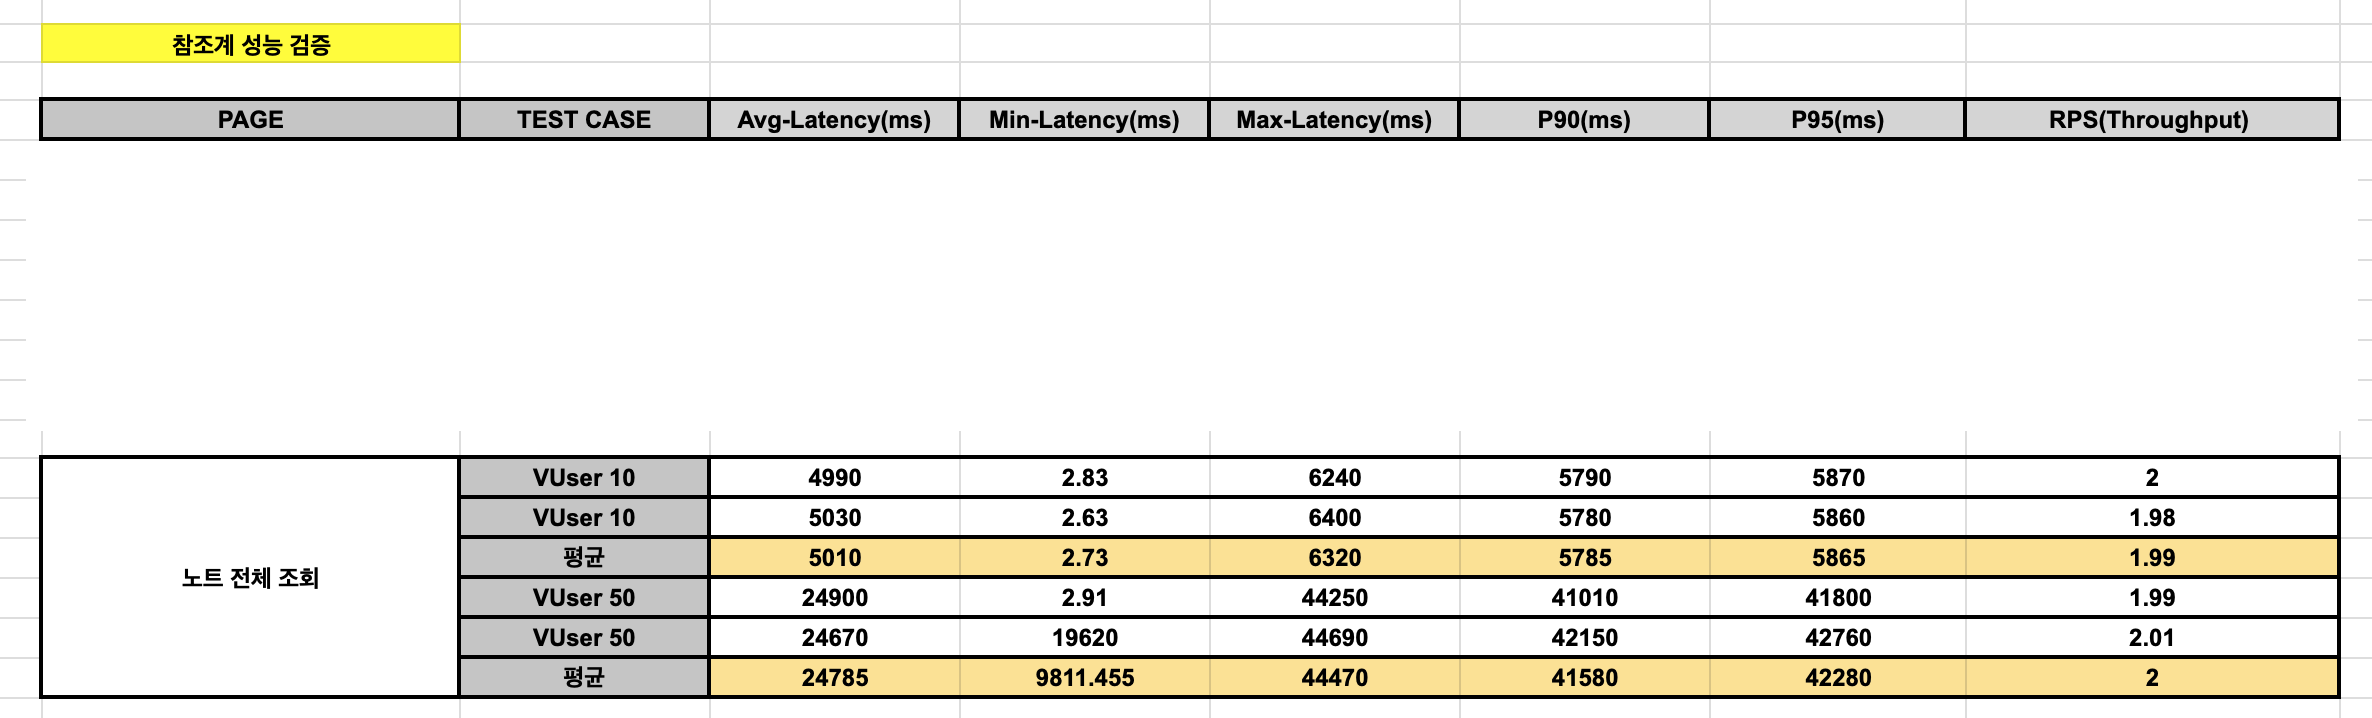 참조계 성능 검증
PAGE TEST CASE Avg-Latency(ms) Min-Latency(ms) Max-Latency(ms) P90(ms) P95(ms) RPS(Throughput)
VUser 10 4990 2.83 6240 5790 5870 2
VUser 10 5030 2.63 6400 5780 5860 1.98
평균 5010 2.73 6320 5785 5865 1.99
노트 전체 조회
VUser 50 24900 2.91 44250 41010 41800 1.99
VUser 50 24670 19620 44690 42150 42760 2.01
평균 24785 9811.455 44470 41580 42280 2